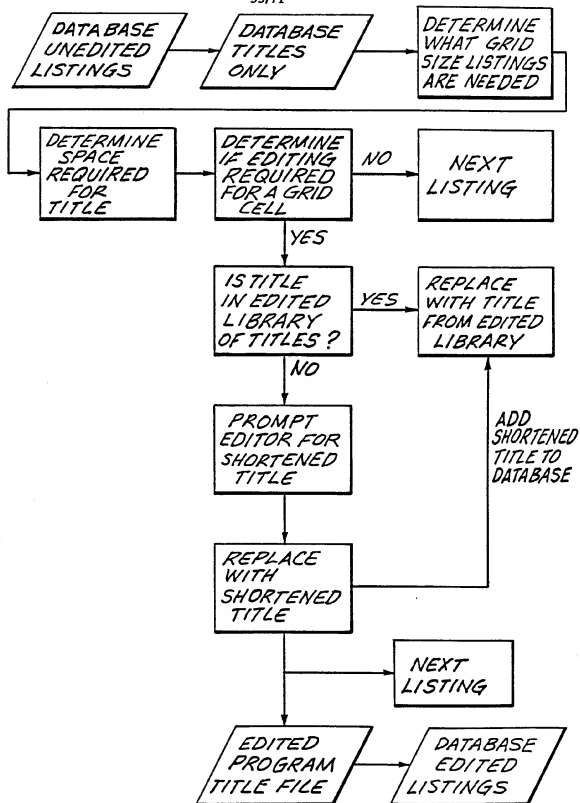 DATABASE
UNEDITED
LISTINGS
DATABASE
TITLES
ONLY
DETERMINE
WHAT GRID
SIZE LISTINGS
ARE NEEDED
DETERMINE
SPACE
REQUIRED
FOR
TITLE
DETERMINE
IF EDITING
REQUIRED
FOR A GRID
CELL
NO
NEXT
LISTING
YES
IS TITLE
IN EDITED
LIBRARY
OF TITLES?
YES
REPLACE
WITH TITLE
FROM EDITED
LIBRARY
NO
PROMPT
EDITOR FOR
SHORTENED
TITLE
ADD
SHORTENED
TITLE TO
DATABASE
REPLACE
WITH
SHORTENED
TITLE
NEXT
LISTING
EDITED
PROGRAM
TITLE FILE
DATABASE
EDITED
LISTINGS